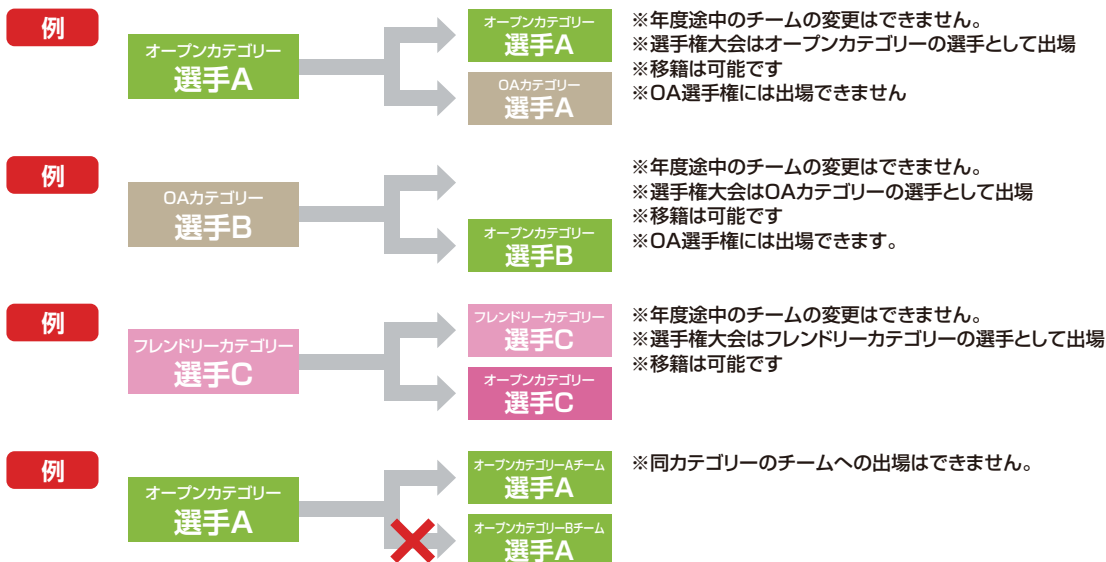 例
オープンカテゴリー
選手A
オープンカテゴリー
選手A
OAカテゴリー
選手A
※年度途中のチームの変更はできません。
※選手権大会はオープンカテゴリーの選手として出場
※移籍は可能です
※OA選手権には出場できません
例
OAカテゴリー
選手B
オープンカテゴリー
選手B
※年度途中のチームの変更はできません。
※選手権大会はOAカテゴリーの選手として出場
※移籍は可能です
※OA選手権には出場できます。
例
フレンドリーカテゴリー
選手C
フレンドリーカテゴリー
選手C
オープンカテゴリー
選手C
※年度途中のチームの変更はできません。
※選手権大会はフレンドリーカテゴリーの選手として出場
※移籍は可能です
例
オープンカテゴリー
選手A
オープンカテゴリーAチーム
選手A
オープンカテゴリーBチーム
選手A
※同カテゴリーのチームへの出場はできません。